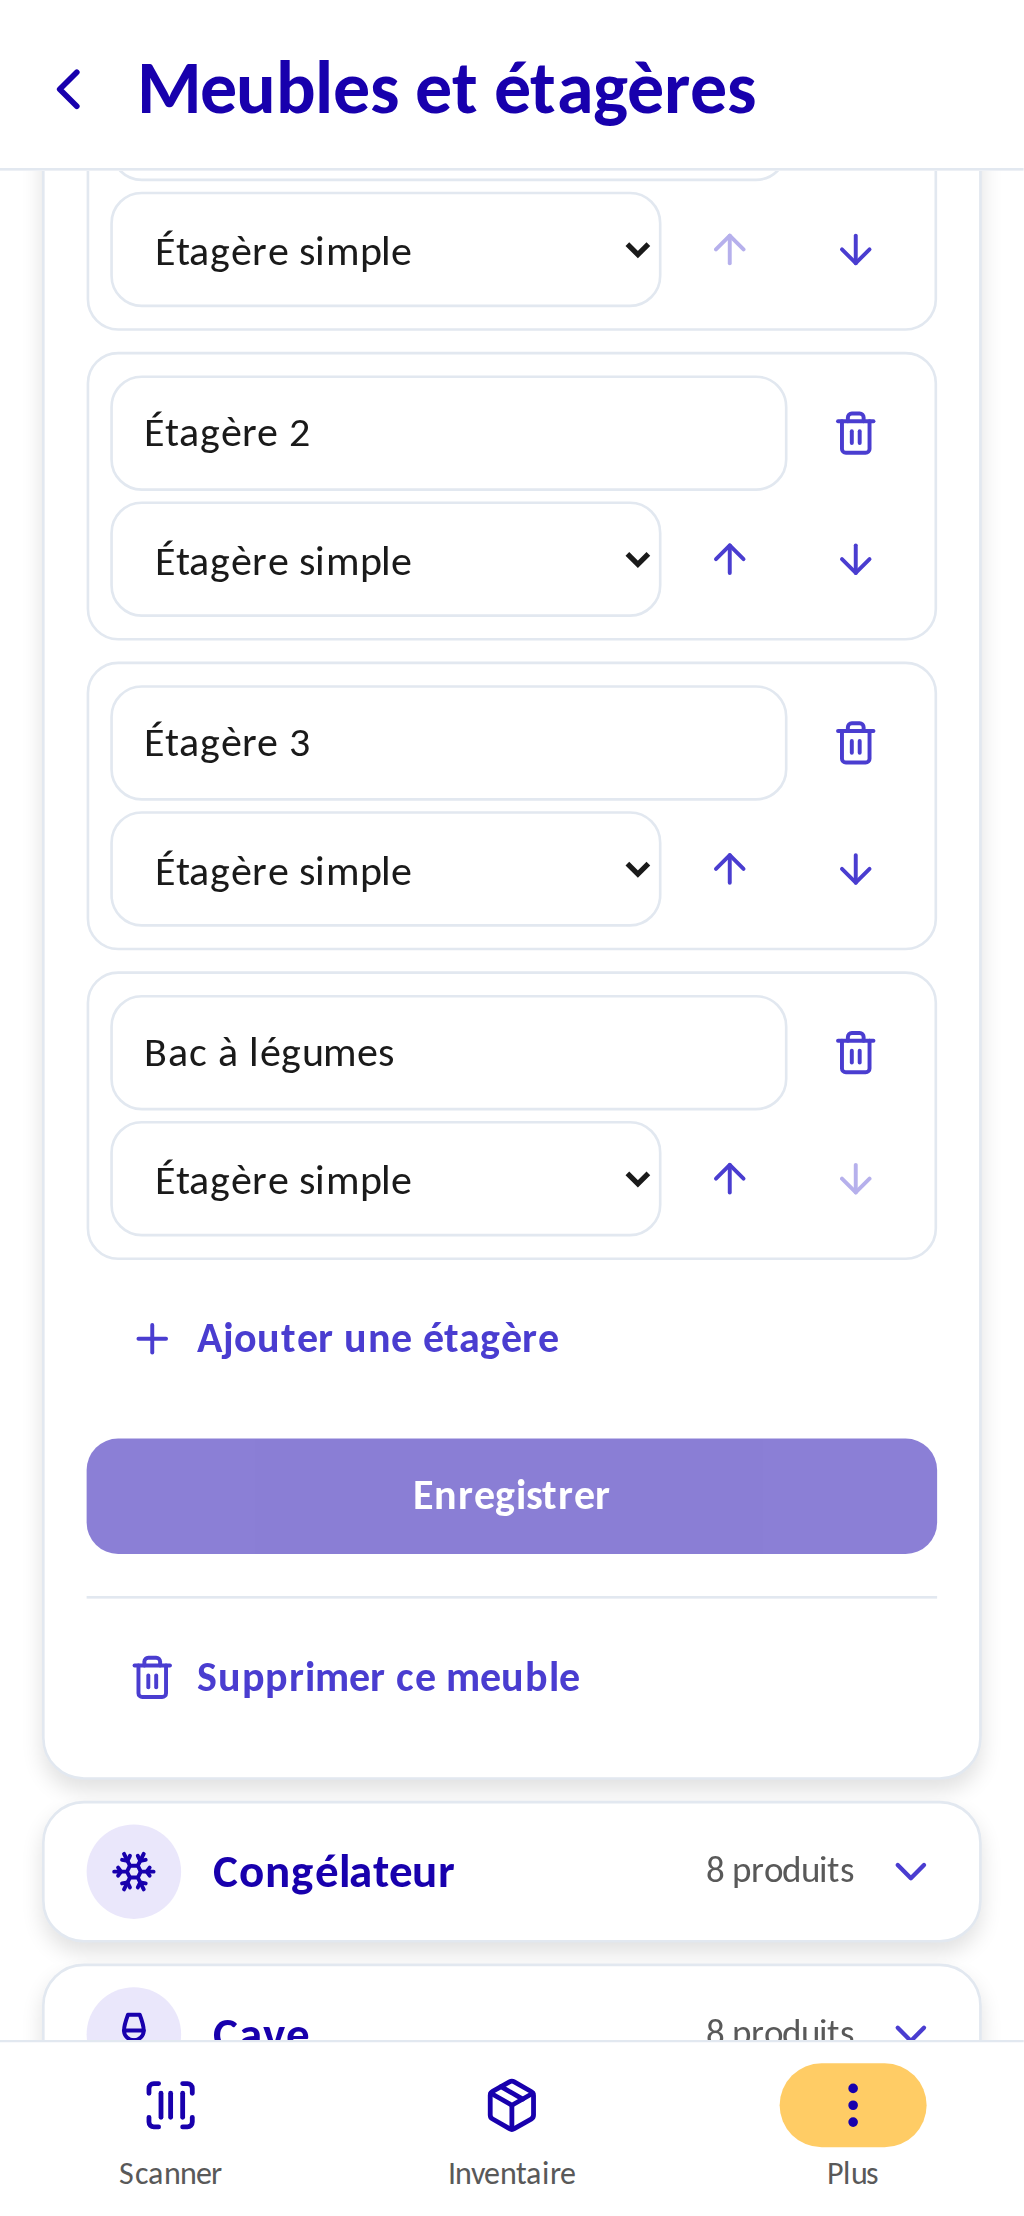 Meubles et étagères
Étagère simple
Étagère 2
Étagère simple
Étagère 3
Étagère simple
Bac à légumes
Étagère simple
Ajouter une étagère
Enregistrer
Supprimer ce meuble
Congélateur 8 produits
Cave 8 produits
Scanner Inventaire Plus